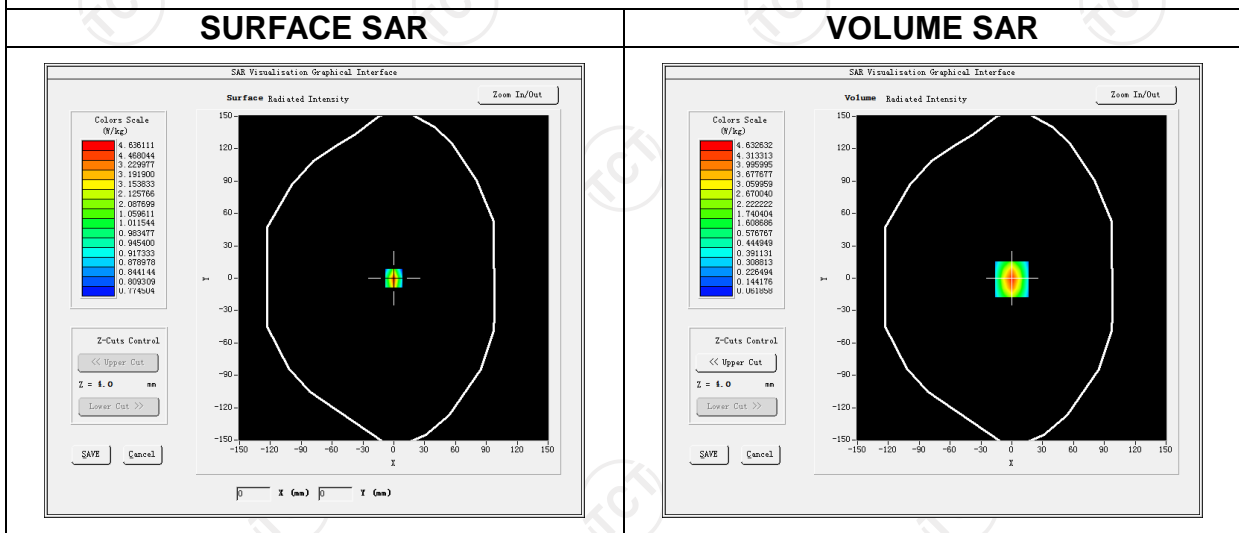 SURFACE SAR
SAR Visualisation Graphical Interface
Surface Radiated Intensity
Zoom In/Out
Colors Scale
(W/kg)
4.636111
4.468044
3.229977
3.191900
3.153833
2.125766
2.087699
1.059611
1.011544
0.983477
0.945400
0.917333
0.878978
0.844144
0.809309
0.774504
Z-Cuts Control
<< Upper Cut
mm
Lower Cut >>
SAVE
Cancel
150
120
90
60
30
0
-30
-60
-90
-120
-150
Y
-150 -120 -90 -60 -30 0 30 60 90 120 150
X
0 X (mm) 0 Y (mm)
VOLUME SAR
SAR Visualisation Graphical Interface
Volume Radiated Intensity
Zoom In/Out
Colors Scale
(W/kg)
4.632632
4.313313
3.995995
3.677677
3.059959
2.670040
2.222222
1.740404
1.608686
0.576767
0.444949
0.391131
0.308813
0.226494
0.144176
0.061858
Z-Cuts Control
<< Upper Cut
mm
Lower Cut >>
SAVE
Cancel
150
120
90
60
30
0
-30
-60
-90
-120
-150
Y
-150 -120 -90 -60 -30 0 30 60 90 120 150
X
TCT